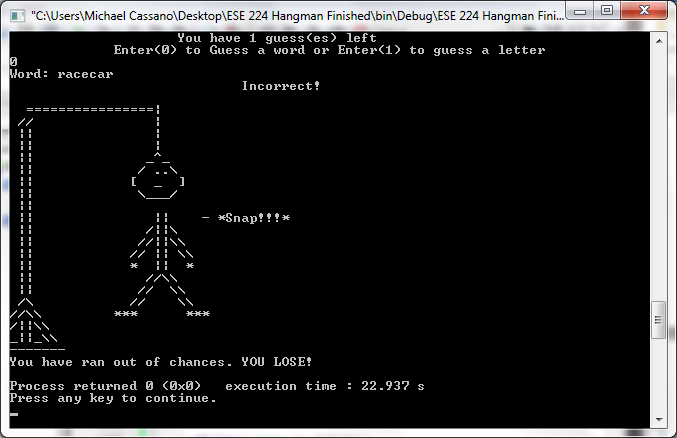 "C:\Users\Michael Cassano\Desktop\ESE 224 Hangman Finished\bin\Debug\ESE 224 Hangman Fini...
You have 1 guess(es) left
Enter(0) to Guess a word or Enter(1) to guess a letter
0
Word: racecar
Incorrect!
- *Snap!!!*
You have ran out of chances. YOU LOSE!
Process returned 0 (0x0)   execution time : 22.937 s
Press any key to continue.